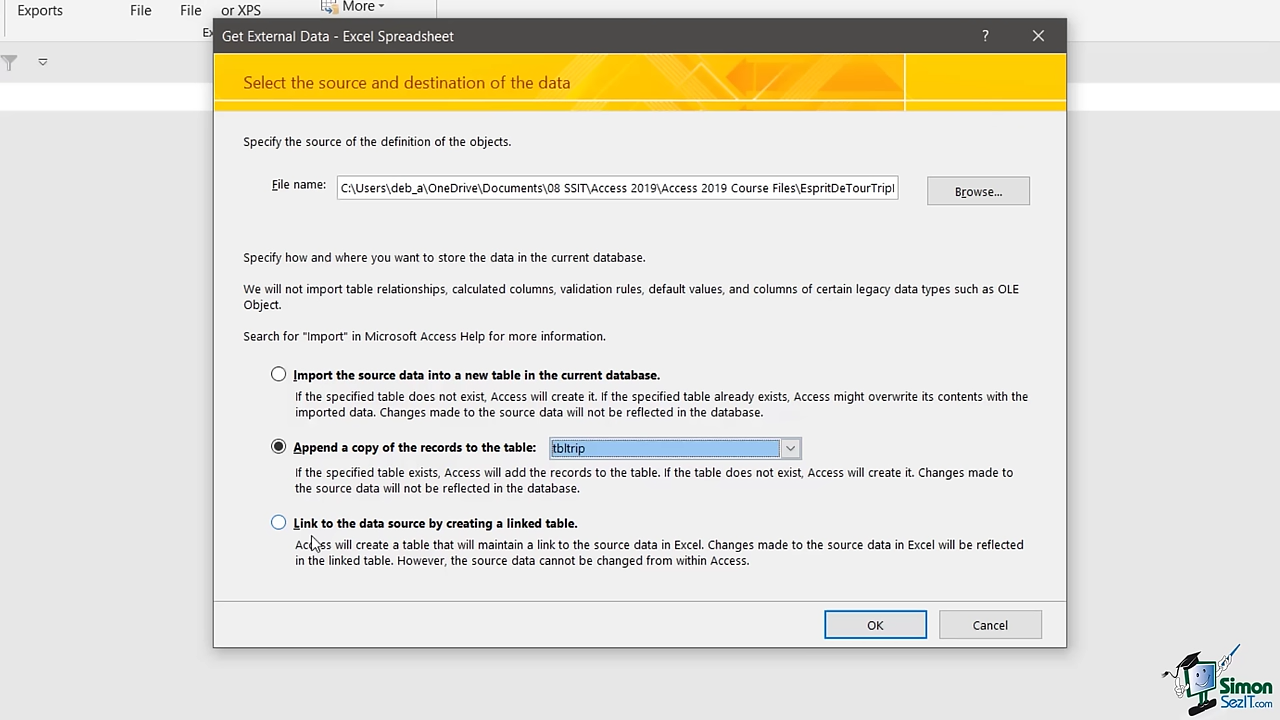 More
Exports
File
File
or XPS
Get External Data - Excel Spreadsheet
?
Select the source and destination of the data
Specify the source of the definition of the objects.
File name:
C:\Users\deb_a\OneDrive\Documents\08 SSIT\Access 2019\Access 2019 Course Files\EspritDeTourTrip
Browse...
Specify how and where you want to store the data in the current database.
We will not import table relationships, calculated columns, validation rules, default values, and columns of certain legacy data types such as OLE
Object.
Search for "Import" in Microsoft Access Help for more information.
Import the source data into a new table in the current database.
If the specified table does not exist, Access will create it. If the specified table already exists, Access might overwrite its contents with the
imported data. Changes made to the source data will not be reflected in the database.
Append a copy of the records to the table:
tbltrip
If the specified table exists, Access will add the records to the table. If the table does not exist, Access will create it. Changes made to
the source data will not be reflected in the database.
Link to the data source by creating a linked table.
Access will create a table that will maintain a link to the source data in Excel. Changes made to the source data in Excel will be reflected
in the linked table. However, the source data cannot be changed from within Access.
OK
Cancel
Simon
SezIT.com